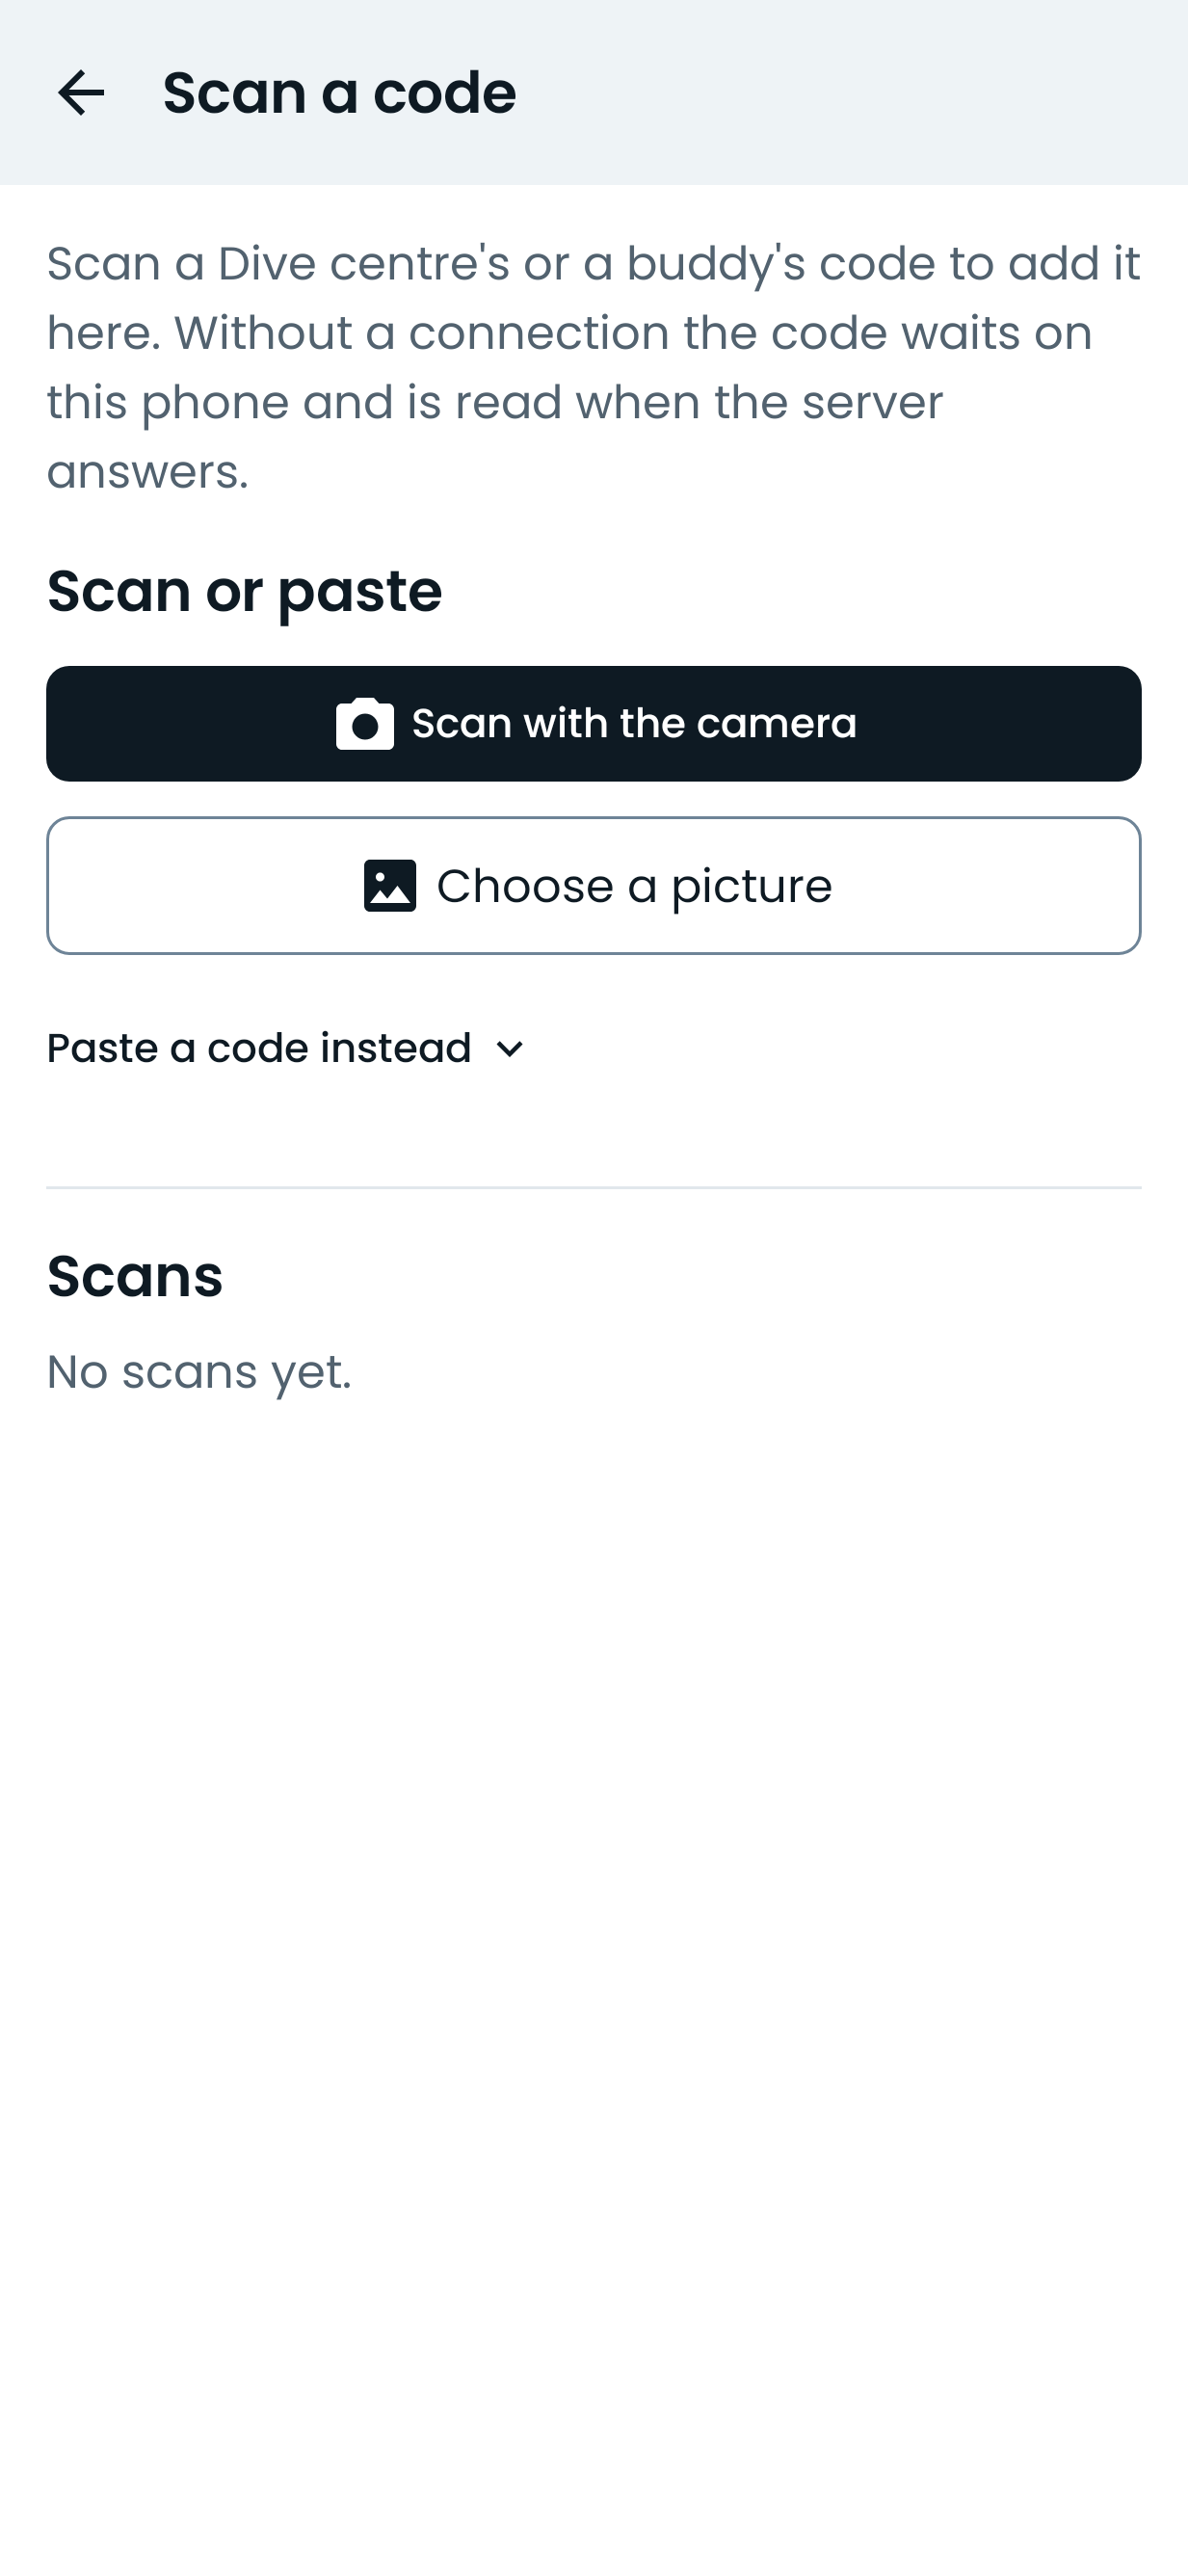 Scan a code
Scan a Dive centre's or a buddy's code to add it
here. Without a connection the code waits on
this phone and is read when the server
answers.
Scan or paste
Scan with the camera
Choose a picture
Paste a code instead
Scans
No scans yet.